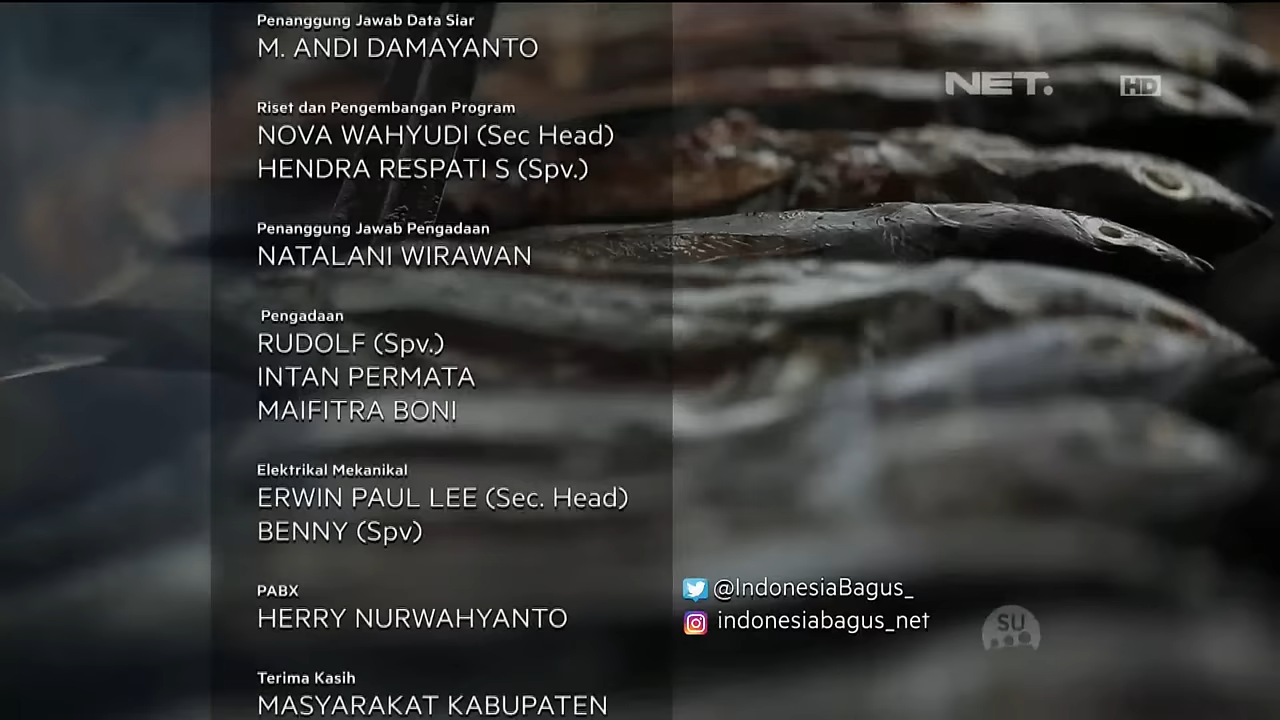 Penanggung Jawab Data Siar
M. ANDI DAMAYANTO
NET.
HD
Riset dan Pengembangan Program
NOVA WAHYUDI (Sec Head)
HENDRA RESPATI S (Spv.)
Penanggung Jawab Pengadaan
NATALANI WIRAWAN
Pengadaan
RUDOLF (Spv.)
INTAN PERMATA
MAIFITRA BONI
Elektrikal Mekanikal
ERWIN PAUL LEE (Sec. Head)
BENNY (Spv)
PABX
HERRY NURWAHYANTO
@IndonesiaBagus_
indonesiabagus_net
SU
Terima Kasih
MASYARAKAT KABUPATEN